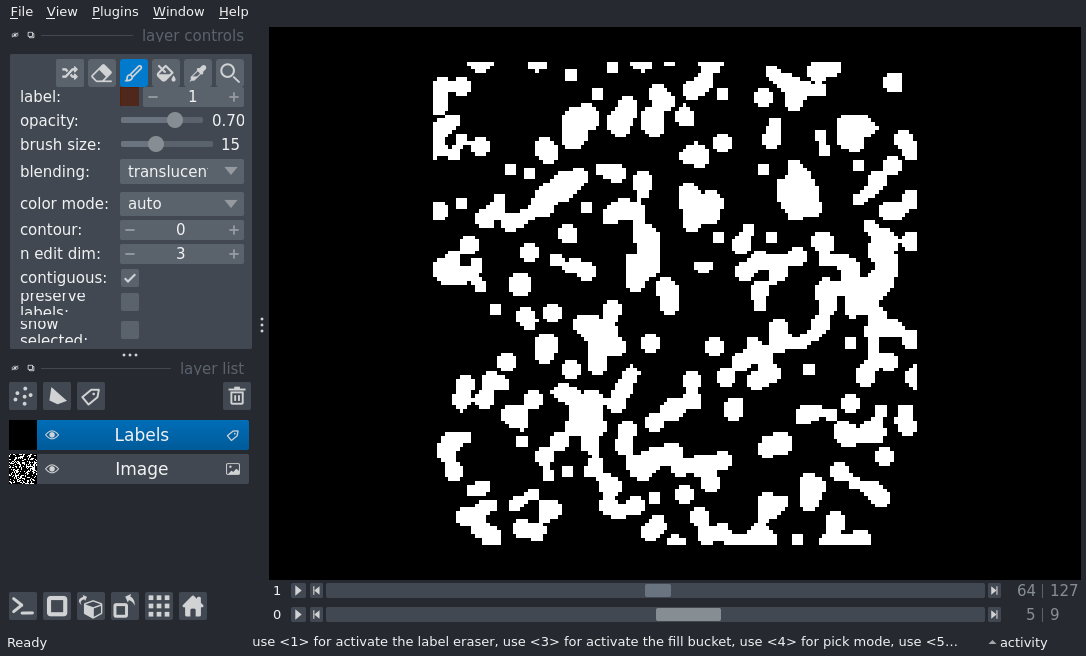 File View Plugins Window Help
layer controls
label: 1
opacity: 0.70
brush size: 15
blending: translucen
color mode: auto
contour: 0
n edit dim: 3
contiguous:
preserve
labels:
show
selected:
layer list
Labels
Image
1 64 | 127
0 5 | 9
Ready use <1> for activate the label eraser, use <3> for activate the fill bucket, use <4> for pick mode, use <5... activity